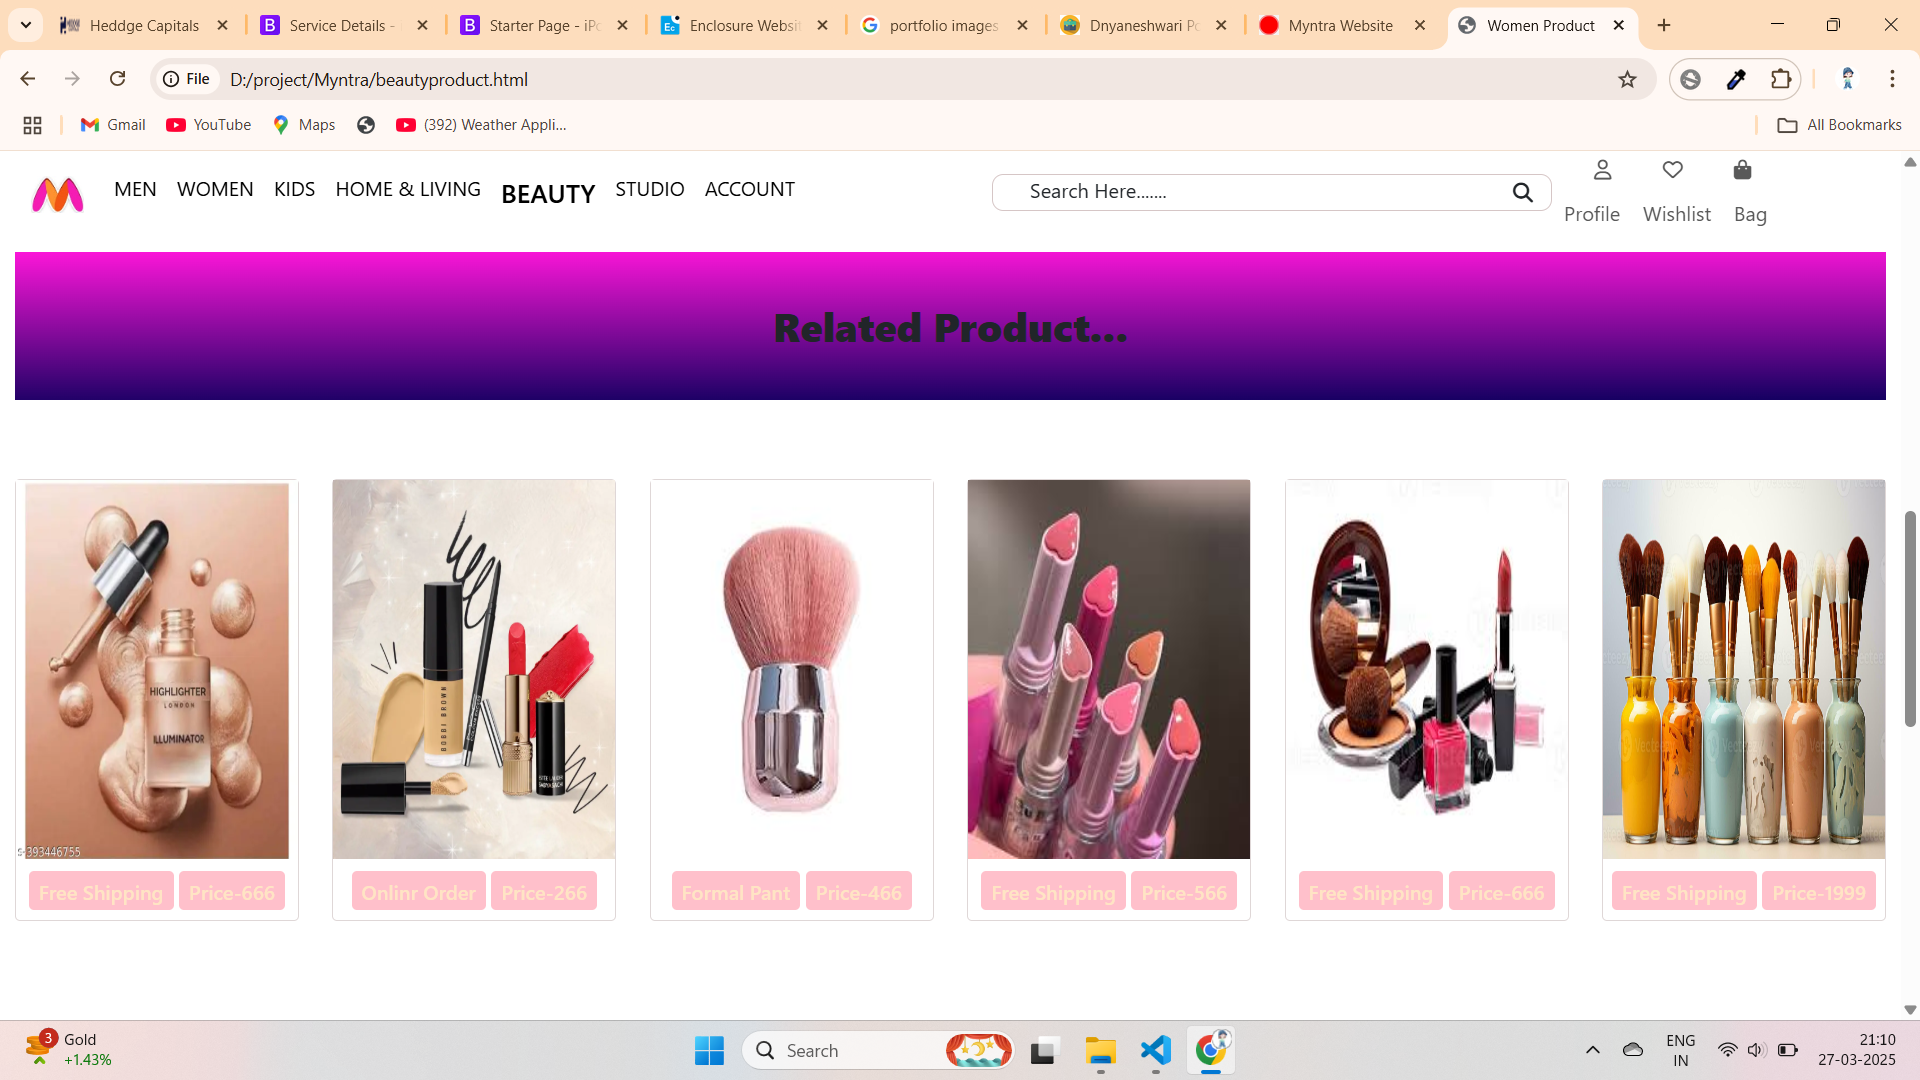 Heddge Capitals
Service Details -
Starter Page - iPo
Enclosure Websit
portfolio images
Dnyaneshwari Po
Myntra Website
Women Product
File D:/project/Myntra/beautyproduct.html
Gmail
YouTube
Maps
(392) Weather Appli...
All Bookmarks
MEN WOMEN KIDS HOME & LIVING BEAUTY STUDIO ACCOUNT
Search Here.......
Profile
Wishlist
Bag
Related Product...
HIGHLIGHTER
LONDON
ILLUMINATOR
393446755
BOBBI BROWN
Free Shipping Price-666
Onlinr Order Price-266
Formal Pant Price-466
Free Shipping Price-566
Free Shipping Price-666
Free Shipping Price-1999
3
Gold
+1.43%
Search
ENG
IN
21:10
27-03-2025